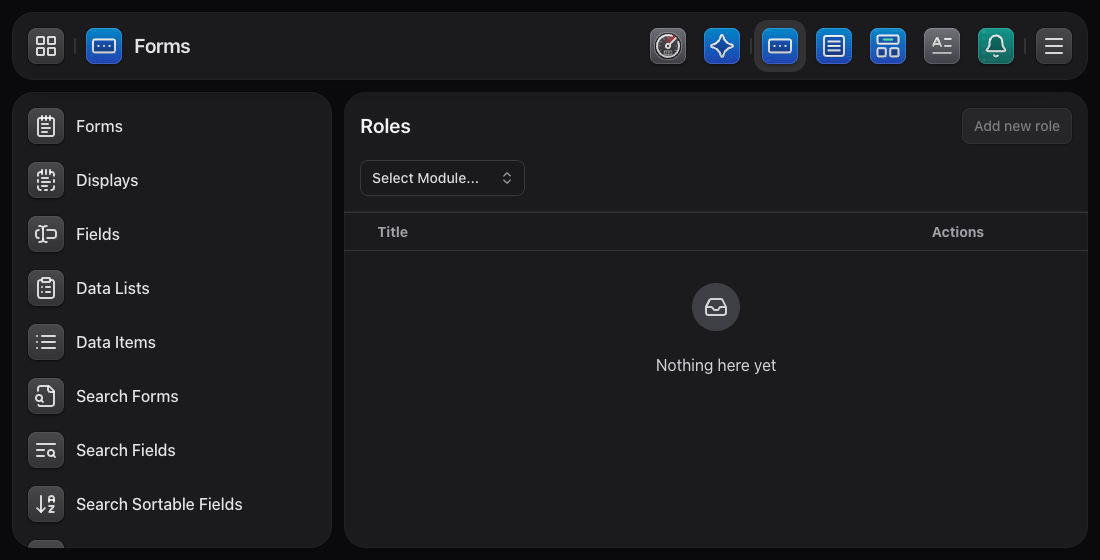 Forms
Forms
Displays
Fields
Data Lists
Data Items
Search Forms
Search Fields
Search Sortable Fields
Roles
Add new role
Select Module...
Title
Actions
Nothing here yet